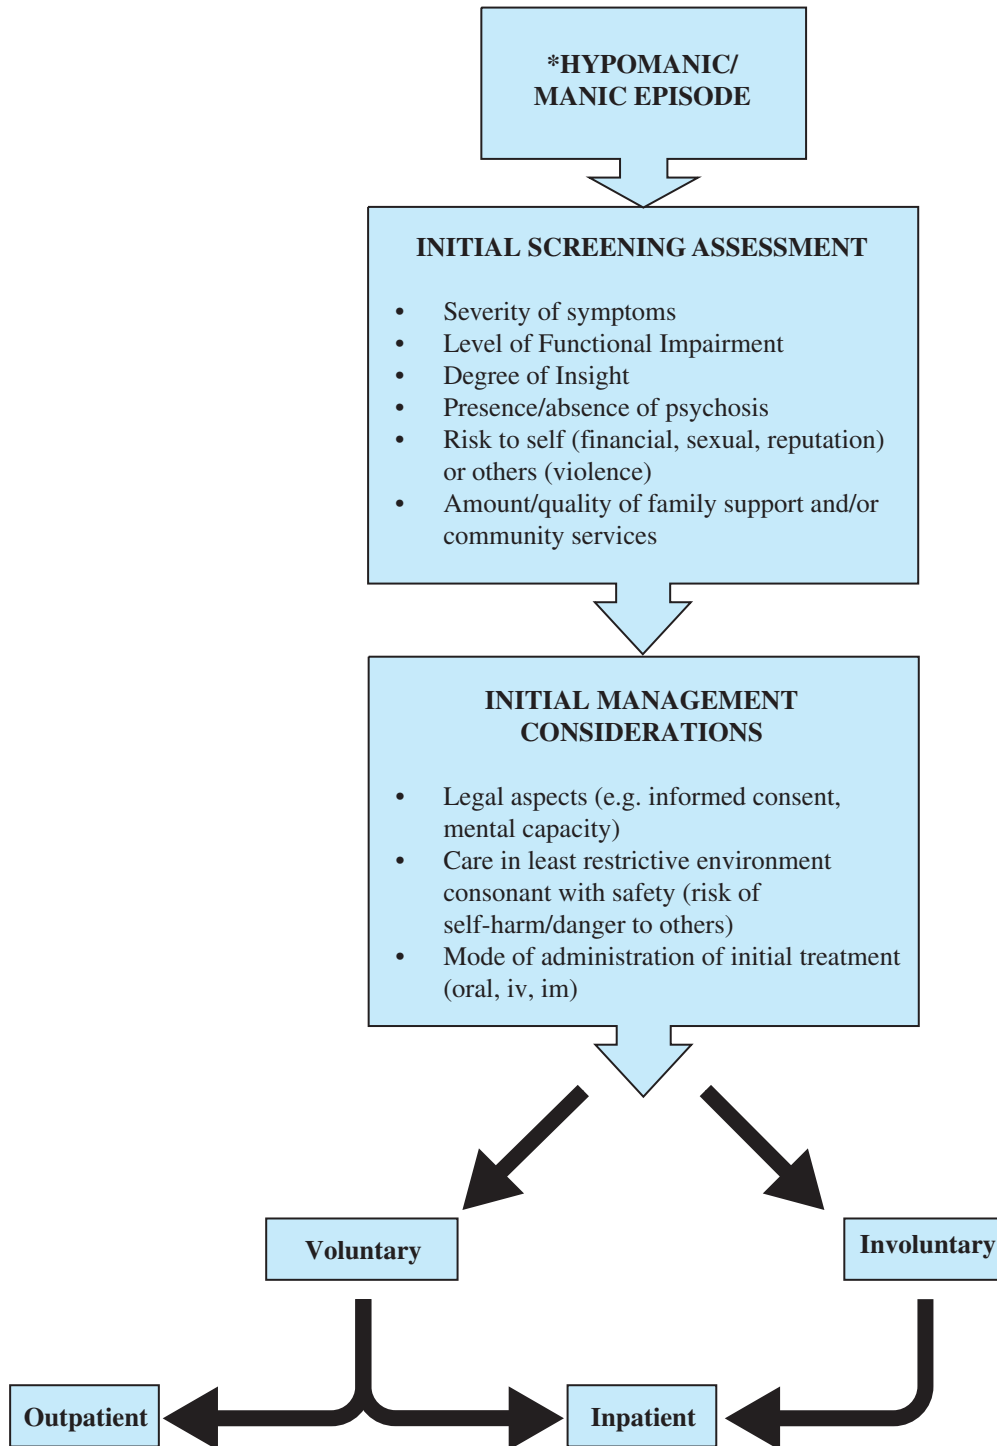 *HYPOMANIC/
MANIC EPISODE
INITIAL SCREENING ASSESSMENT
• Severity of symptoms
• Level of Functional Impairment
• Degree of Insight
• Presence/absence of psychosis
• Risk to self (financial, sexual, reputation)
or others (violence)
• Amount/quality of family support and/or
community services
INITIAL MANAGEMENT
CONSIDERATIONS
• Legal aspects (e.g. informed consent,
mental capacity)
• Care in least restrictive environment
consonant with safety (risk of
self-harm/danger to others)
• Mode of administration of initial treatment
(oral, iv, im)
Voluntary
Involuntary
Outpatient
Inpatient